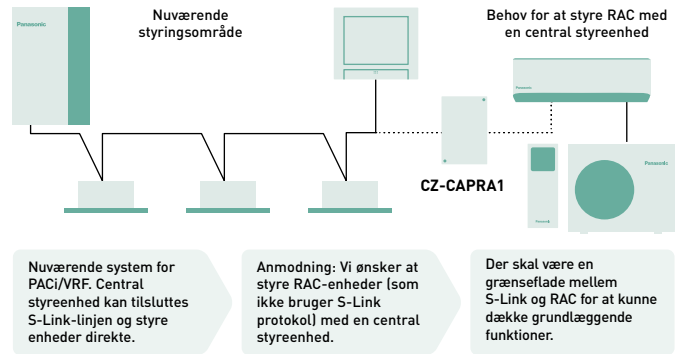 Nuværende
styringsområde
Behov for at styre RAC med
en central styreenhed
Panasonic
Panasonic
Panasonic
CZ-CAPRA1
Nuværende system for
PACi/VRF. Central
styreenhed kan tilsluttes
S-Link-linjen og styre
enheder direkte.
Anmodning: Vi ønsker at
styre RAC-enheder (som
ikke bruger S-Link
protokol) med en central
styreenhed.
Der skal være en
grænseflade mellem
S-Link og RAC for at kunne
dække grundlæggende
funktioner.